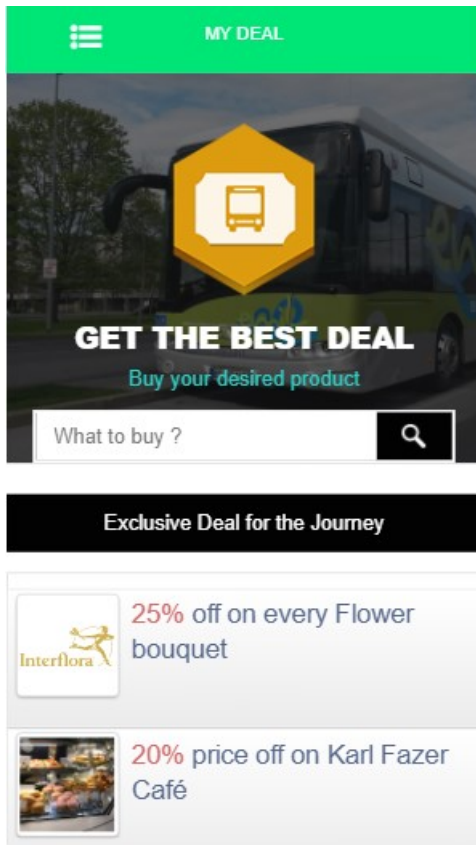 MY DEAL
GET THE BEST DEAL
Buy your desired product
What to buy ?
Exclusive Deal for the Journey
25% off on every Flower
bouquet
Interflora
20% price off on Karl Fazer
Café